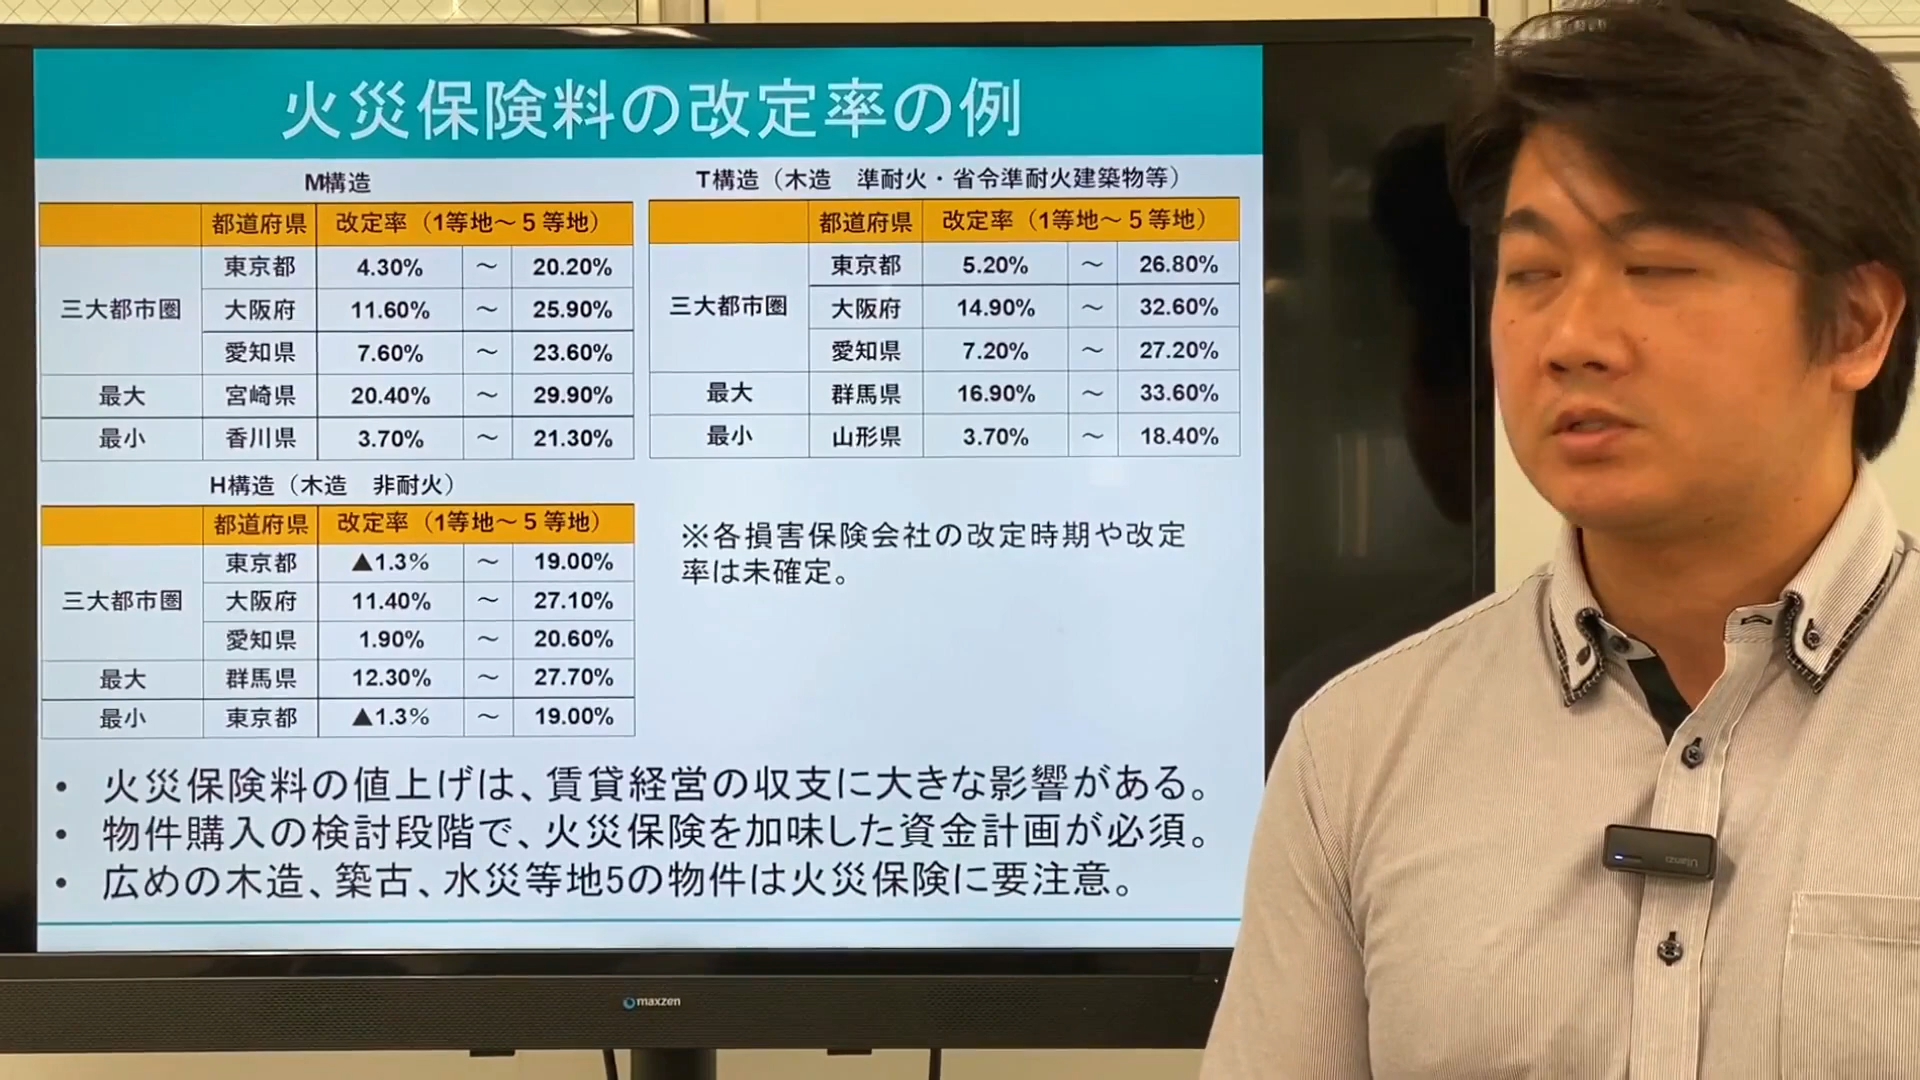 火災保険料の改定率の例
M構造
都道府県 改定率（1等地～５等地）
三大都市圏 東京都 4.30% ～ 20.20%
大阪府 11.60% ～ 25.90%
愛知県 7.60% ～ 23.60%
最大 宮崎県 20.40% ～ 29.90%
最小 香川県 3.70% ～ 21.30%
T構造（木造　準耐火・省令準耐火建築物等）
都道府県 改定率（1等地～５等地）
三大都市圏 東京都 5.20% ～ 26.80%
大阪府 14.90% ～ 32.60%
愛知県 7.20% ～ 27.20%
最大 群馬県 16.90% ～ 33.60%
最小 山形県 3.70% ～ 18.40%
H構造（木造　非耐火）
都道府県 改定率（1等地～５等地）
三大都市圏 東京都 ▲1.3% ～ 19.00%
大阪府 11.40% ～ 27.10%
愛知県 1.90% ～ 20.60%
最大 群馬県 12.30% ～ 27.70%
最小 東京都 ▲1.3% ～ 19.00%
※各損害保険会社の改定時期や改定
率は未確定。
• 火災保険料の値上げは、賃貸経営の収支に大きな影響がある。
• 物件購入の検討段階で、火災保険を加味した資金計画が必須。
• 広めの木造、築古、水災等地5の物件は火災保険に要注意。
maxzen
Ulanzi